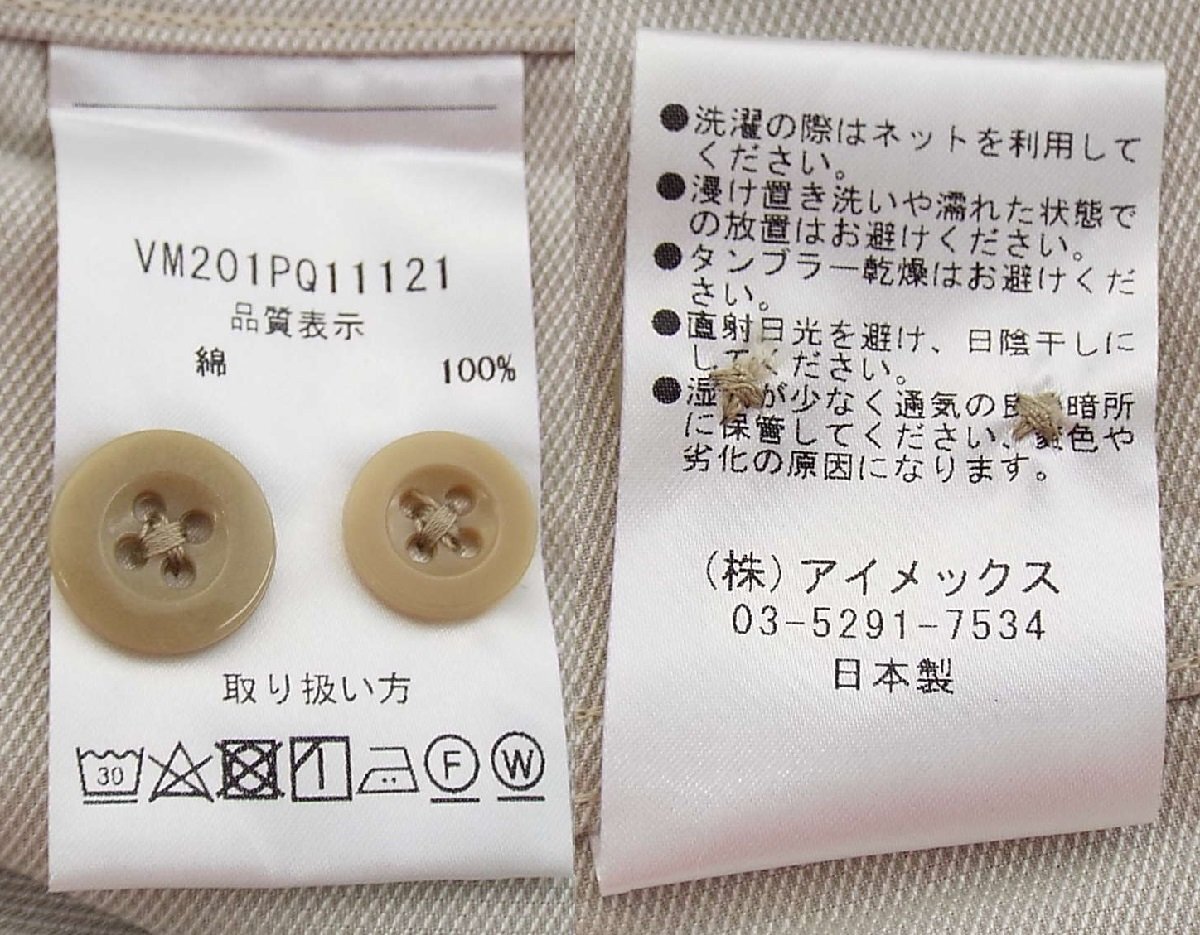 VM201PQ11121
品質表示
綿 100%
取り扱い方
30 F W
●洗濯の際はネットを利用して
ください。
●浸け置き洗いや濡れた状態で
の放置はお避けください。
●タンブラー乾燥はお避けくだ
さい。
●直射日光を避け、日陰干しに
してください。
●湿 が少なく通気の良 暗所
に保管してください、変色や
劣化の原因になります。
(株)アイメックス
03-5291-7534
日本製